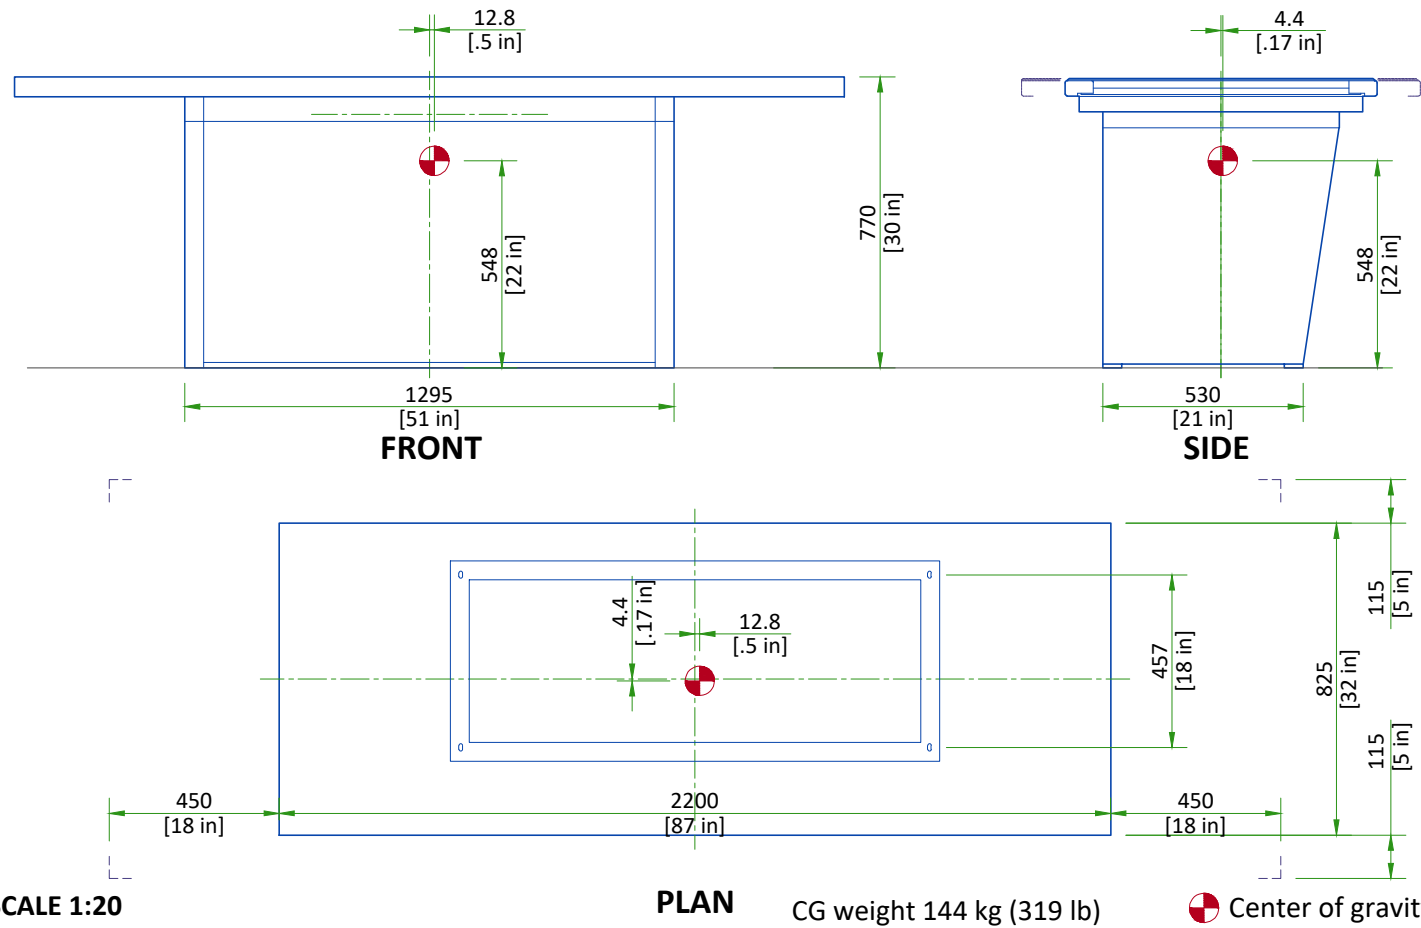 12.8
[.5 in]
4.4
[.17 in]
770
[30 in]
548
[22 in]
548
[22 in]
1295
[51 in]
530
[21 in]
FRONT
SIDE
4.4
[.17 in]
12.8
[.5 in]
457
[18 in]
115
[5 in]
825
[32 in]
115
[5 in]
450
[18 in]
2200
[87 in]
450
[18 in]
SCALE 1:20
PLAN
CG weight 144 kg (319 lb)
Center of gravit